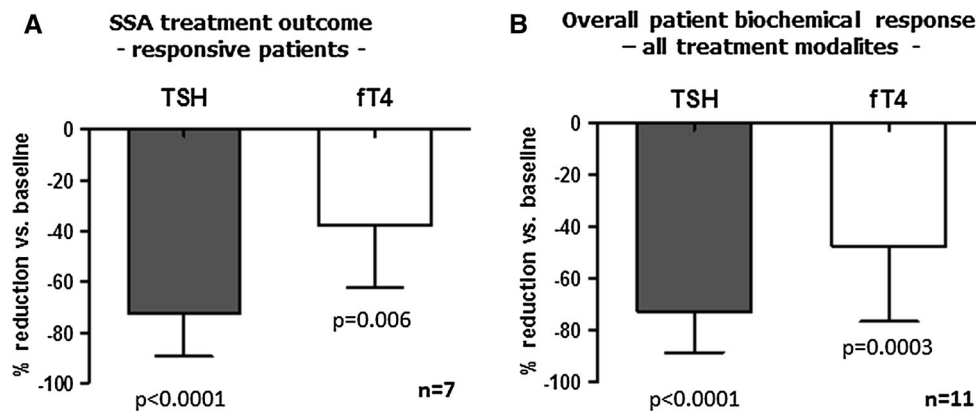 A
SSA treatment outcome
- responsive patients -
TSH
fT4
% reduction vs. baseline
0
-20
-40
-60
-80
-100
p=0.006
p<0.0001
n=7
B
Overall patient biochemical response
– all treatment modalites -
TSH
fT4
% reduction vs. baseline
0
-20
-40
-60
-80
-100
p=0.0003
p<0.0001
n=11